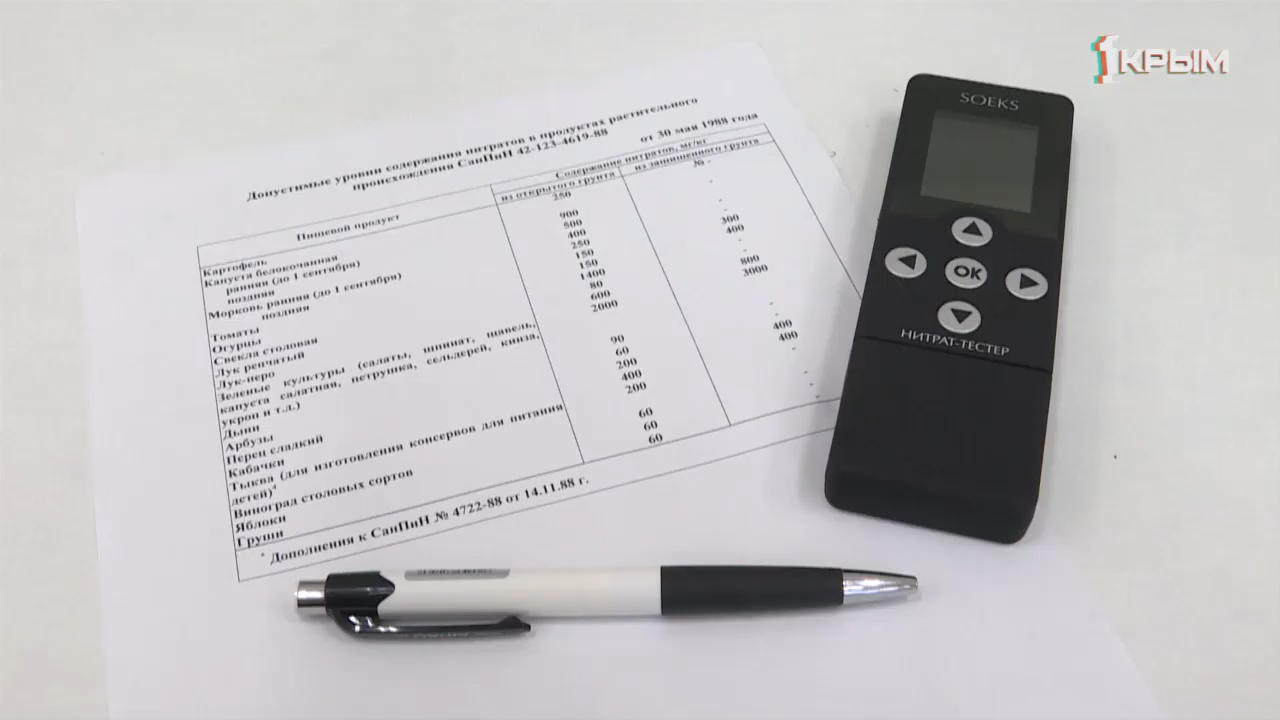 1 КРЫМ
SOEKS
OK
НИТРАТ-ТЕСТЕР
Допустимые уровни содержания нитратов в продуктах растительного
происхождения СанПиН 42-123-4619-88 от 30 мая 1988 года
Пищевой продукт
Содержание нитратов, мг/кг
из открытого грунта из защищенного грунта
250 -
900 -
500 -
400 300
250 400
150 -
150 800
1400 3000
80 -
600 -
2000 -
400
90 400
60 -
200 -
400 -
200
60
60
60
Картофель
Капуста белокочанная
ранняя (до 1 сентября)
поздняя
Морковь ранняя (до 1 сентября)
поздняя
Томаты
Огурцы
Свекла столовая
Лук репчатый
Лук-перо
Зеленые культуры (салаты, шпинат, щавель,
капуста салатная, петрушка, сельдерей, кинза,
укроп и т.л.)
Дыни
Арбузы
Перец сладкий
Кабачки
Тыква (для изготовления консервов для питания
детей)*
Виноград столовых сортов
Яблоки
Груши
* Дополнения к СанПиН № 4722-88 от 14.11.88 г.